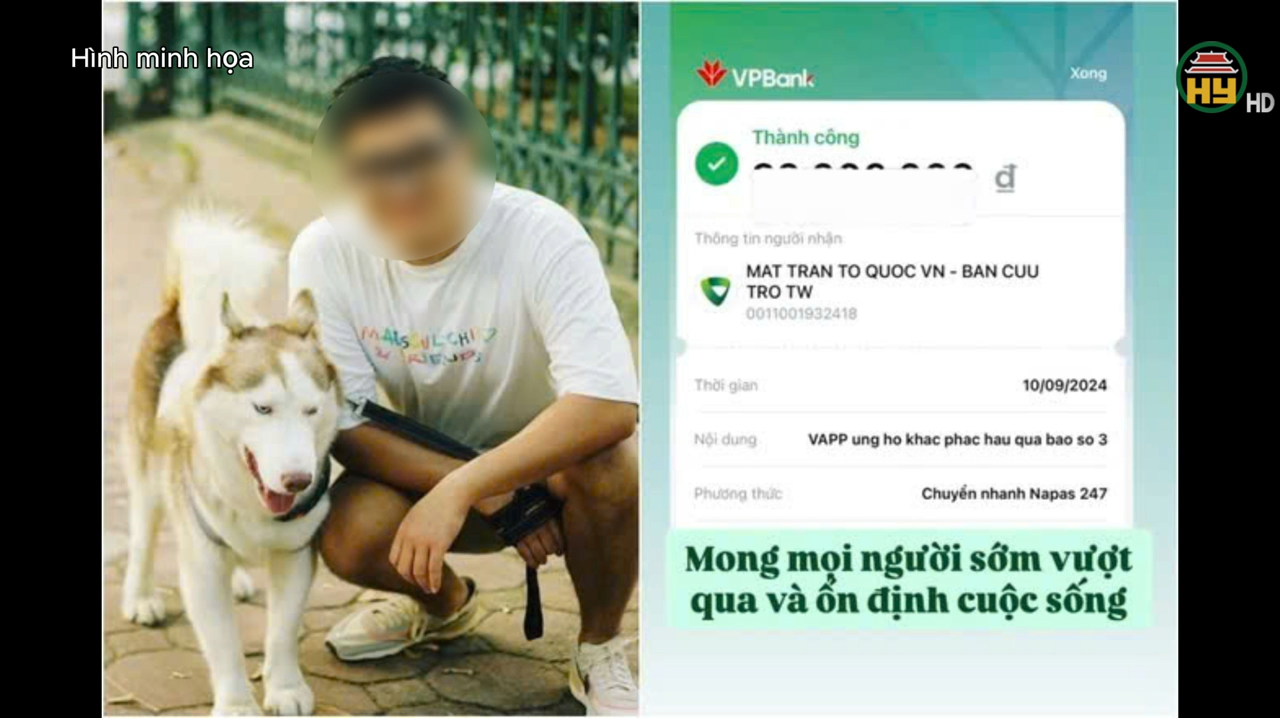 Hình minh họa
HY HD
VPBank
Xong
Thành công
đ
Thông tin người nhận
MAT TRAN TO QUOC VN - BAN CUU
TRO TW
0011001932418
Thời gian
10/09/2024
Nội dung
VAPP ung ho khac phac hau qua bao so 3
Phương thức
Chuyển nhanh Napas 247
Mong mọi người sớm vượt
qua và ổn định cuộc sống